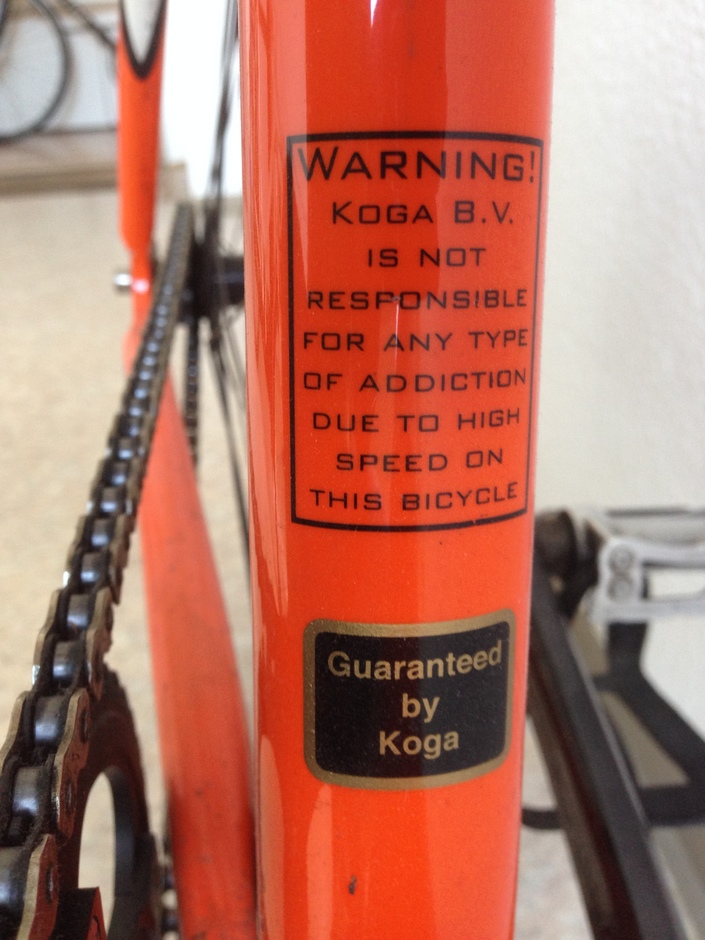 WARNING!
KOGA B.V.
IS NOT
RESPONSIBLE
FOR ANY TYPE
OF ADDICTION
DUE TO HIGH
SPEED ON
THIS BICYCLE
Guaranteed
by
Koga